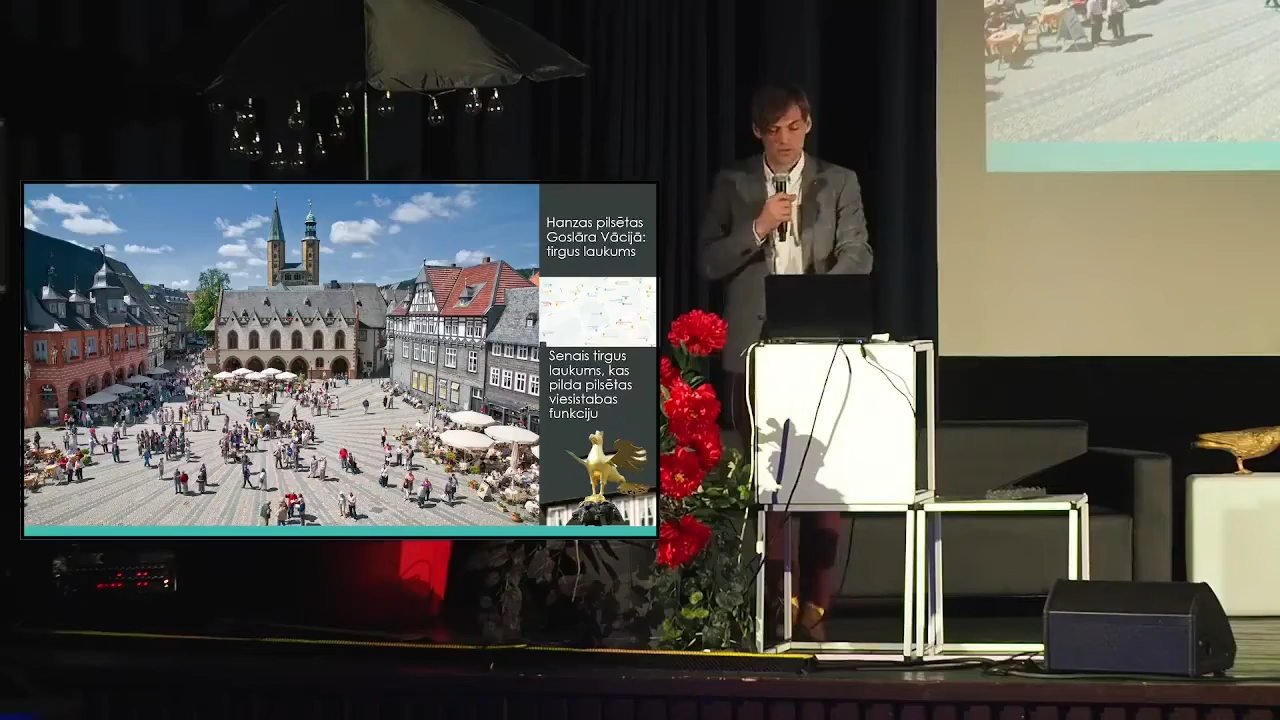 Hanzas pilsētas
Goslāra Vācijā:
tirgus laukums
Senais tirgus
laukums, kas
pilda pilsētas
viesistabas
funkciju